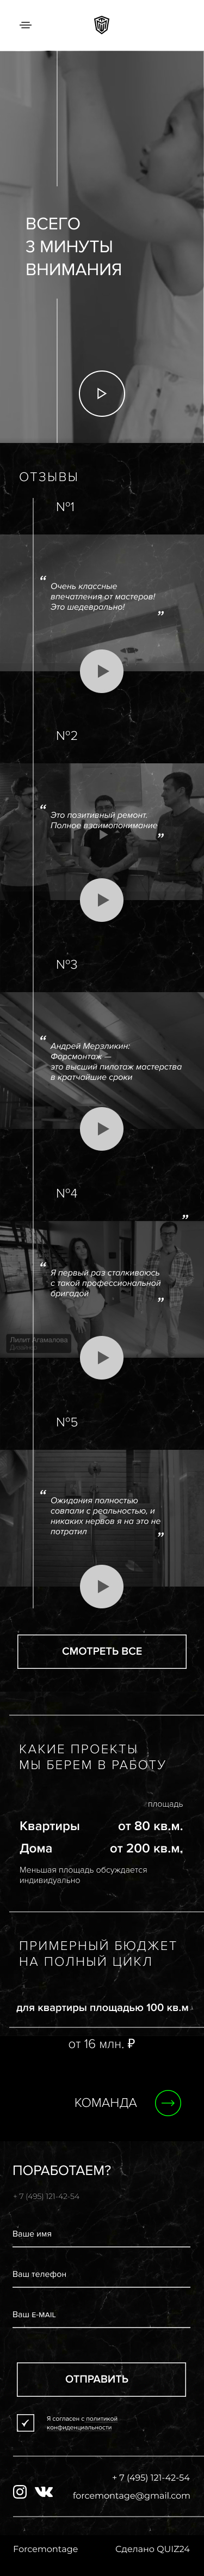 ВСЕГО
3 МИНУТЫ
ВНИМАНИЯ
ОТЗЫВЫ
№1
“ Очень классные
впечатления от мастеров!
Это шедеврально! ”
№2
“ Это позитивный ремонт.
Полное взаимопонимание ”
№3
“ Андрей Мерзликин:
Форсмонтаж —
это высший пилотаж мастерства
в кратчайшие сроки
”
№4
“ Я первый раз сталкиваюсь
с такой профессиональной
бригадой ”
Лилит Агамалова
№5
“ Ожидания полностью
совпали с реальностью, и
никаких нервов я на это не
потратил ”
СМОТРЕТЬ ВСЕ
КАКИЕ ПРОЕКТЫ
МЫ БЕРЕМ В РАБОТУ
площадь
Квартиры от 80 кв.м.
Дома от 200 кв.м,
Меньшая площадь обсуждается
индивидуально
ПРИМЕРНЫЙ БЮДЖЕТ
НА ПОЛНЫЙ ЦИКЛ
для квартиры площадью 100 кв.м
от 16 млн. ₽
КОМАНДА
ПОРАБОТАЕМ?
+ 7 (495) 121-42-54
Ваше имя
Ваш телефон
Ваш E-MAIL
ОТПРАВИТЬ
Я согласен с политикой
конфиденциальности
+ 7 (495) 121-42-54
forcemontage@gmail.com
Forcemontage Сделано QUIZ24